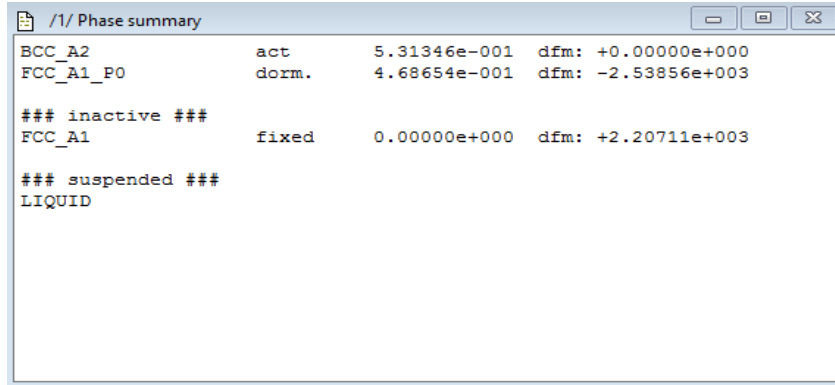 /1/ Phase summary
BCC_A2 act 5.31346e-001 dfm: +0.00000e+000
FCC_A1_P0 dorm. 4.68654e-001 dfm: -2.53856e+003
### inactive ###
FCC_A1 fixed 0.00000e+000 dfm: +2.20711e+003
### suspended ###
LIQUID